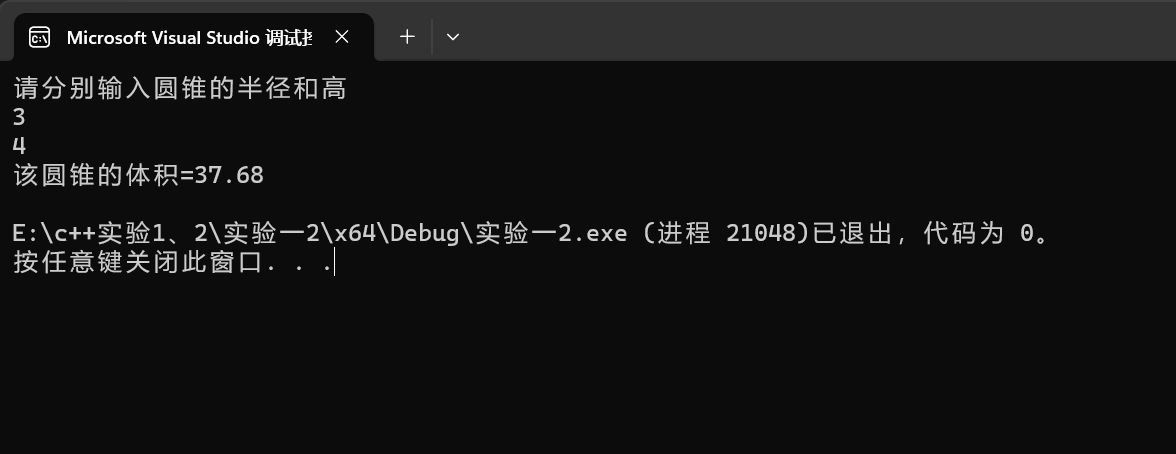 Microsoft Visual Studio 调试
请分别输入圆锥的半径和高
3
4
该圆锥的体积=37.68
E:\c++实验1、2\实验一2\x64\Debug\实验一2.exe (进程 21048)已退出，代码为 0。
按任意键关闭此窗口. . .